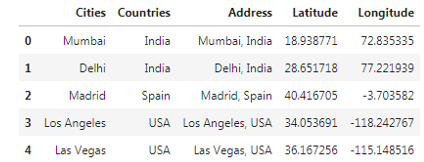 Cities Countries Address Latitude Longitude
0 Mumbai India Mumbai, India 18.938771 72.835335
1 Delhi India Delhi, India 28.651718 77.221939
2 Madrid Spain Madrid, Spain 40.416705 -3.703582
3 Los Angeles USA Los Angeles, USA 34.053691 -118.242767
4 Las Vegas USA Las Vegas, USA 36.167256 -115.148516